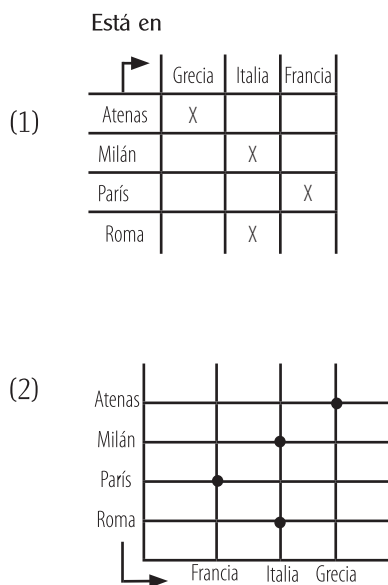 Está en
Grecia Italia Francia
(1)
Atenas X
Milán X
París X
Roma X
(2)
Atenas
Milán
París
Roma
Francia Italia Grecia